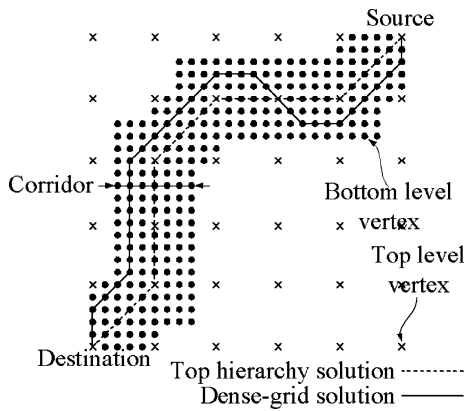 Source
Corridor
Bottom level
vertex
Top level
vertex
Destination
Top hierarchy solution
Dense-grid solution